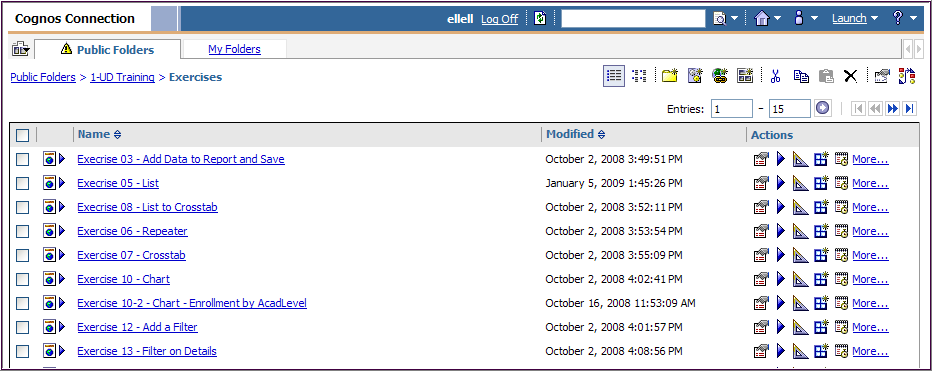 Cognos Connection ellell Log Off Launch ?
Public Folders My Folders
Public Folders > 1-UD Training > Exercises
Entries: 1 - 15
Name Modified Actions
Exercise 03 - Add Data to Report and Save October 2, 2008 3:49:51 PM More...
Exercise 05 - List January 5, 2009 1:45:26 PM More...
Exercise 08 - List to Crosstab October 2, 2008 3:52:11 PM More...
Exercise 06 - Repeater October 2, 2008 3:53:54 PM More...
Exercise 07 - Crosstab October 2, 2008 3:55:09 PM More...
Exercise 10 - Chart October 2, 2008 4:02:41 PM More...
Exercise 10-2 - Chart - Enrollment by AcadLevel October 16, 2008 11:53:09 AM More...
Exercise 12 - Add a Filter October 2, 2008 4:01:57 PM More...
Exercise 13 - Filter on Details October 2, 2008 4:08:56 PM More...